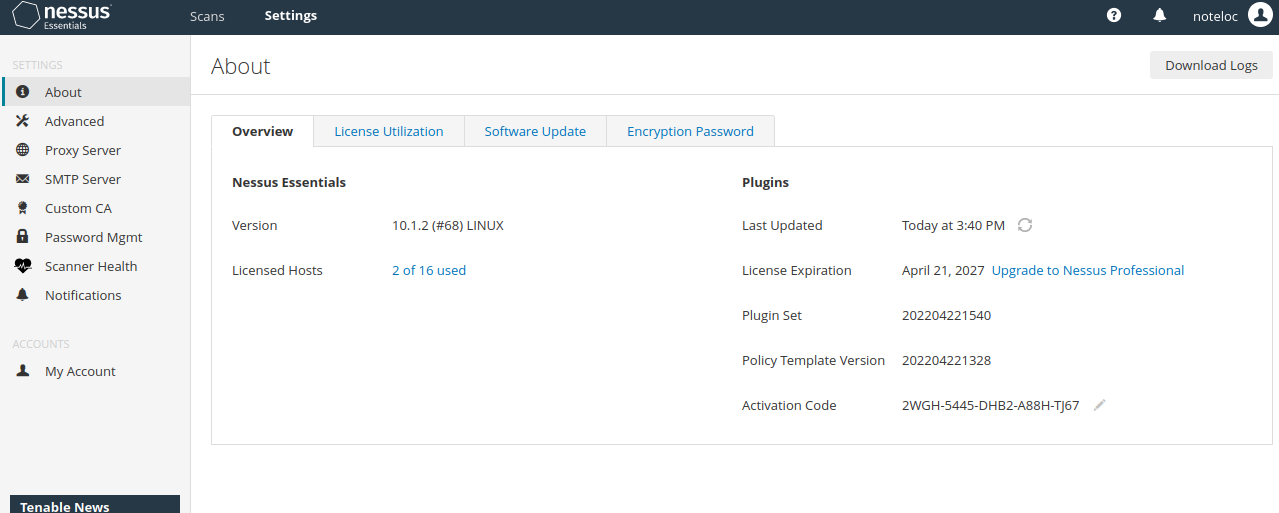 nessus
Essentials
Scans
Settings
noteloc
SETTINGS
About
Advanced
Proxy Server
SMTP Server
Custom CA
Password Mgmt
Scanner Health
Notifications
ACCOUNTS
My Account
Tenable News
About
Download Logs
Overview
License Utilization
Software Update
Encryption Password
Nessus Essentials
Version 10.1.2 (#68) LINUX
Licensed Hosts 2 of 16 used
Plugins
Last Updated Today at 3:40 PM
License Expiration April 21, 2027 Upgrade to Nessus Professional
Plugin Set 202204221540
Policy Template Version 202204221328
Activation Code 2WGH-5445-DHB2-A88H-TJ67